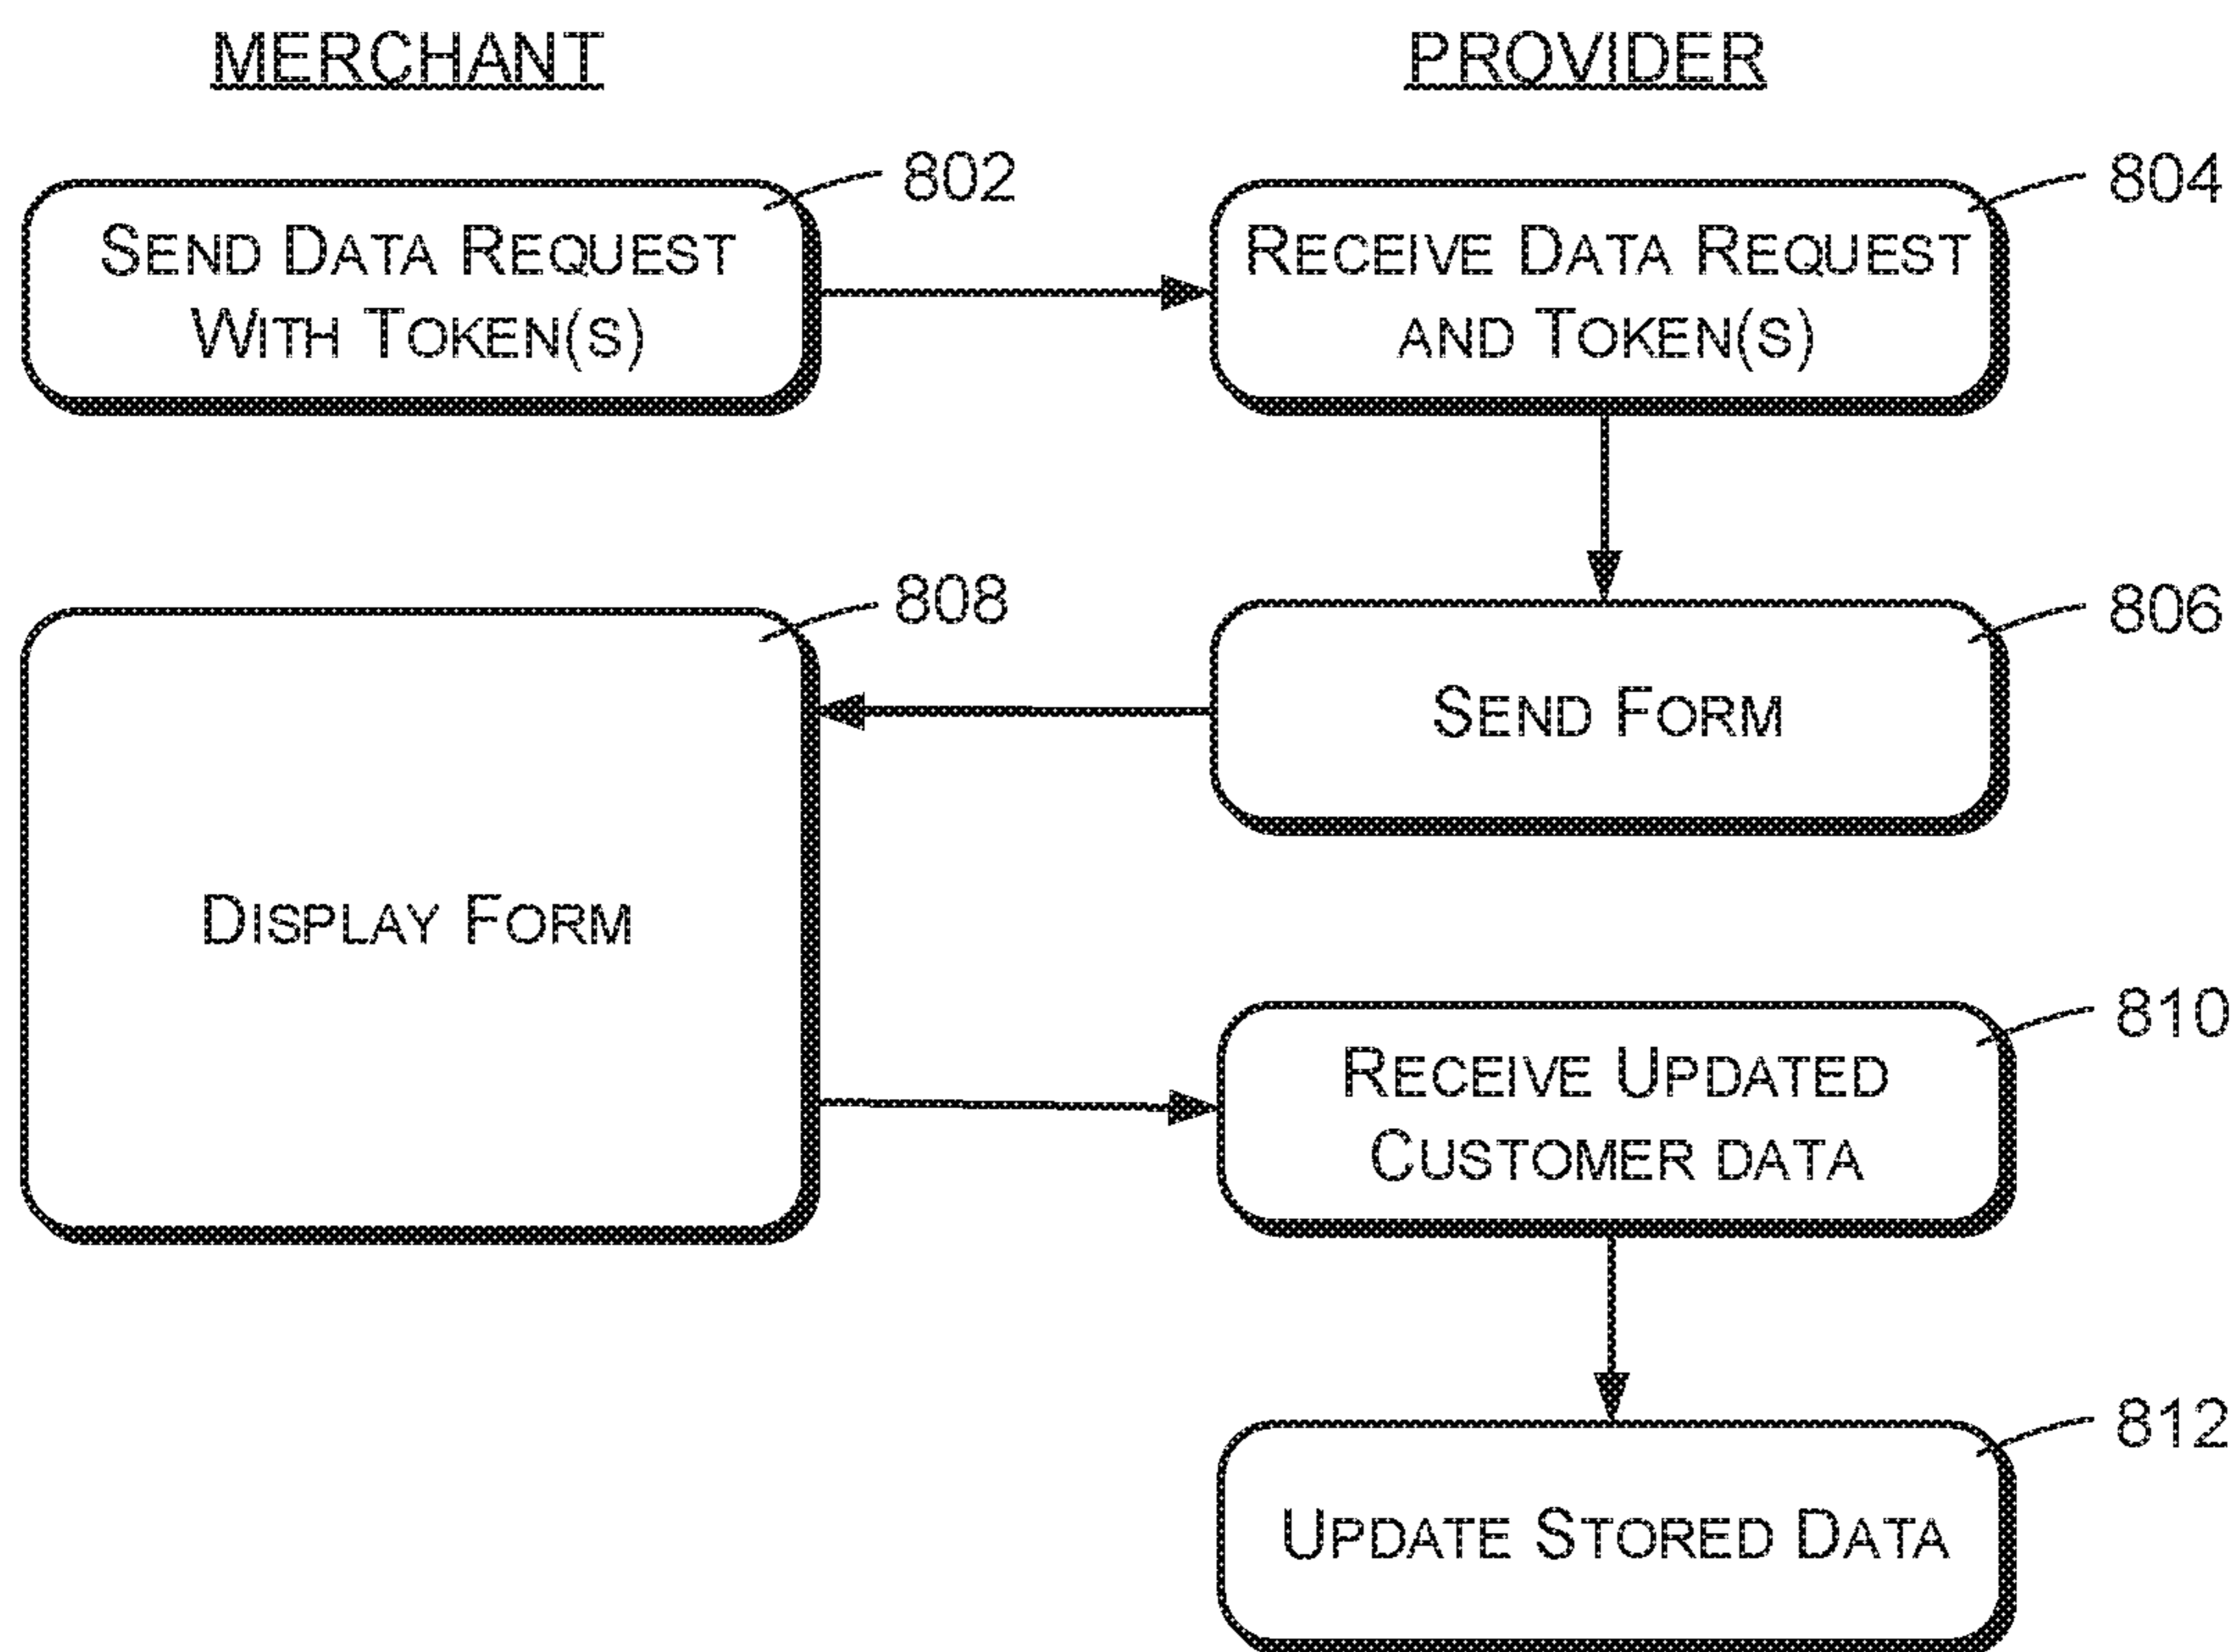 MERCHANT
PROVIDER
802
804
SEND DATA REQUEST
WITH TOKEN(S)
RECEIVE DATA REQUEST
AND TOKEN(S)
808
806
SEND FORM
DISPLAY FORM
810
RECEIVE UPDATED
CUSTOMER DATA
812
UPDATE STORED DATA